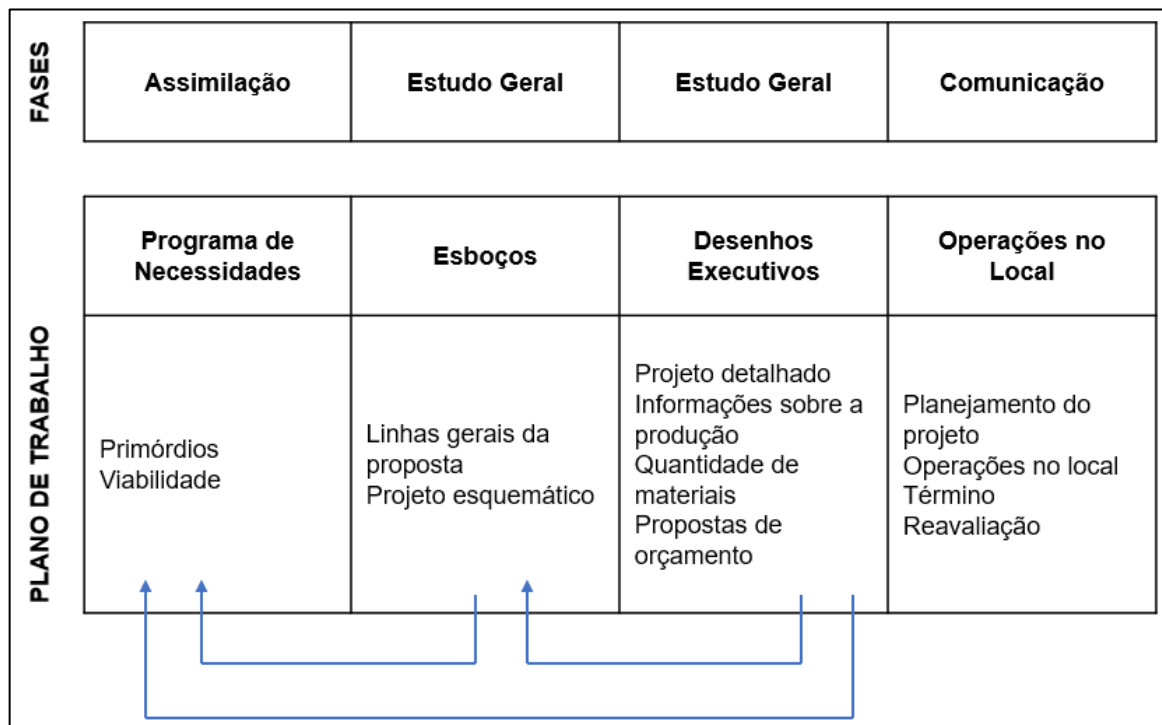 FASES
Assimilação
Estudo Geral
Estudo Geral
Comunicação
PLANO DE TRABALHO
Programa de
Necessidades
Esboços
Desenhos
Executivos
Operações no
Local
Primórdios
Viabilidade
Linhas gerais da
proposta
Projeto esquemático
Projeto detalhado
Informações sobre a
produção
Quantidade de
materiais
Propostas de
orçamento
Planejamento do
projeto
Operações no local
Término
Reavaliação